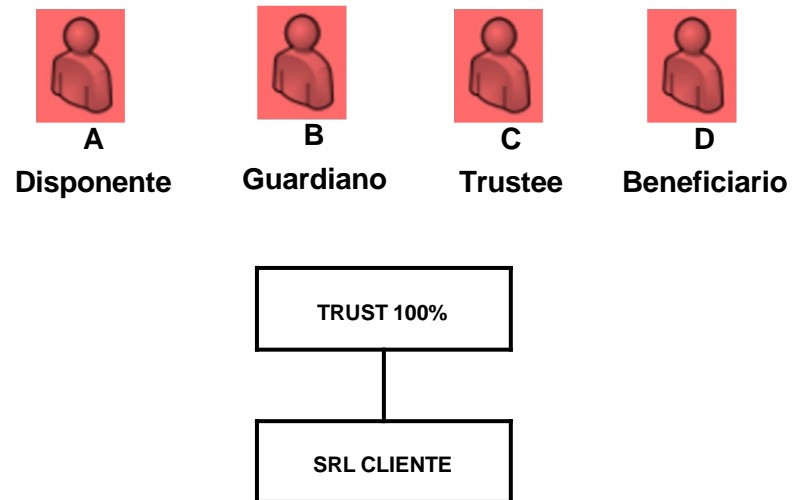 A B C D
Disponente Guardiano Trustee Beneficiario
TRUST 100%
SRL CLIENTE